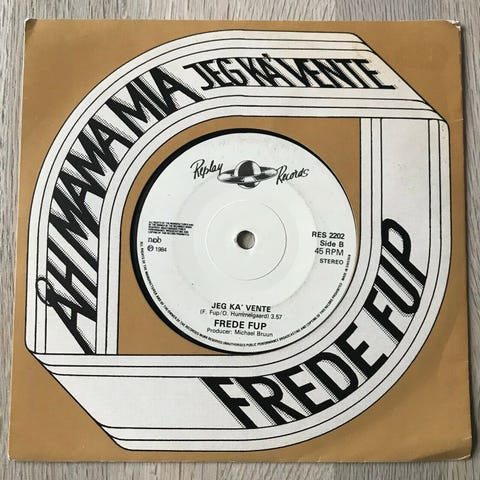 ÅH! MAMA MIA
JEG KA' VENTE
FREDE FUP
Replay Records
RES 2202
Side B
45 RPM
STEREO
ncb
℗ 1984
JEG KA' VENTE
(F. Fup/O. Hummelgaard) 3.57
FREDE FUP
Producer: Michael Bruun